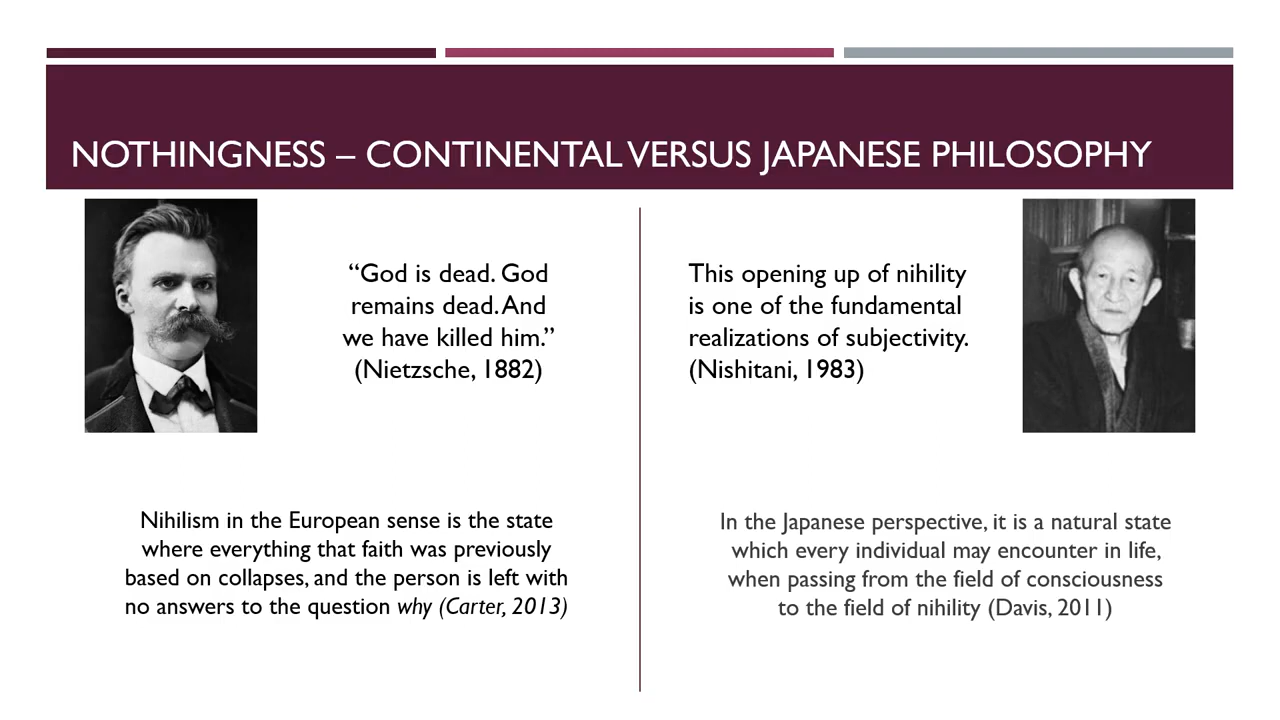 NOTHINGNESS – CONTINENTAL VERSUS JAPANESE PHILOSOPHY
“God is dead. God
remains dead. And
we have killed him.”
(Nietzsche, 1882)
This opening up of nihility
is one of the fundamental
realizations of subjectivity.
(Nishitani, 1983)
Nihilism in the European sense is the state
where everything that faith was previously
based on collapses, and the person is left with
no answers to the question why (Carter, 2013)
In the Japanese perspective, it is a natural state
which every individual may encounter in life,
when passing from the field of consciousness
to the field of nihility (Davis, 2011)